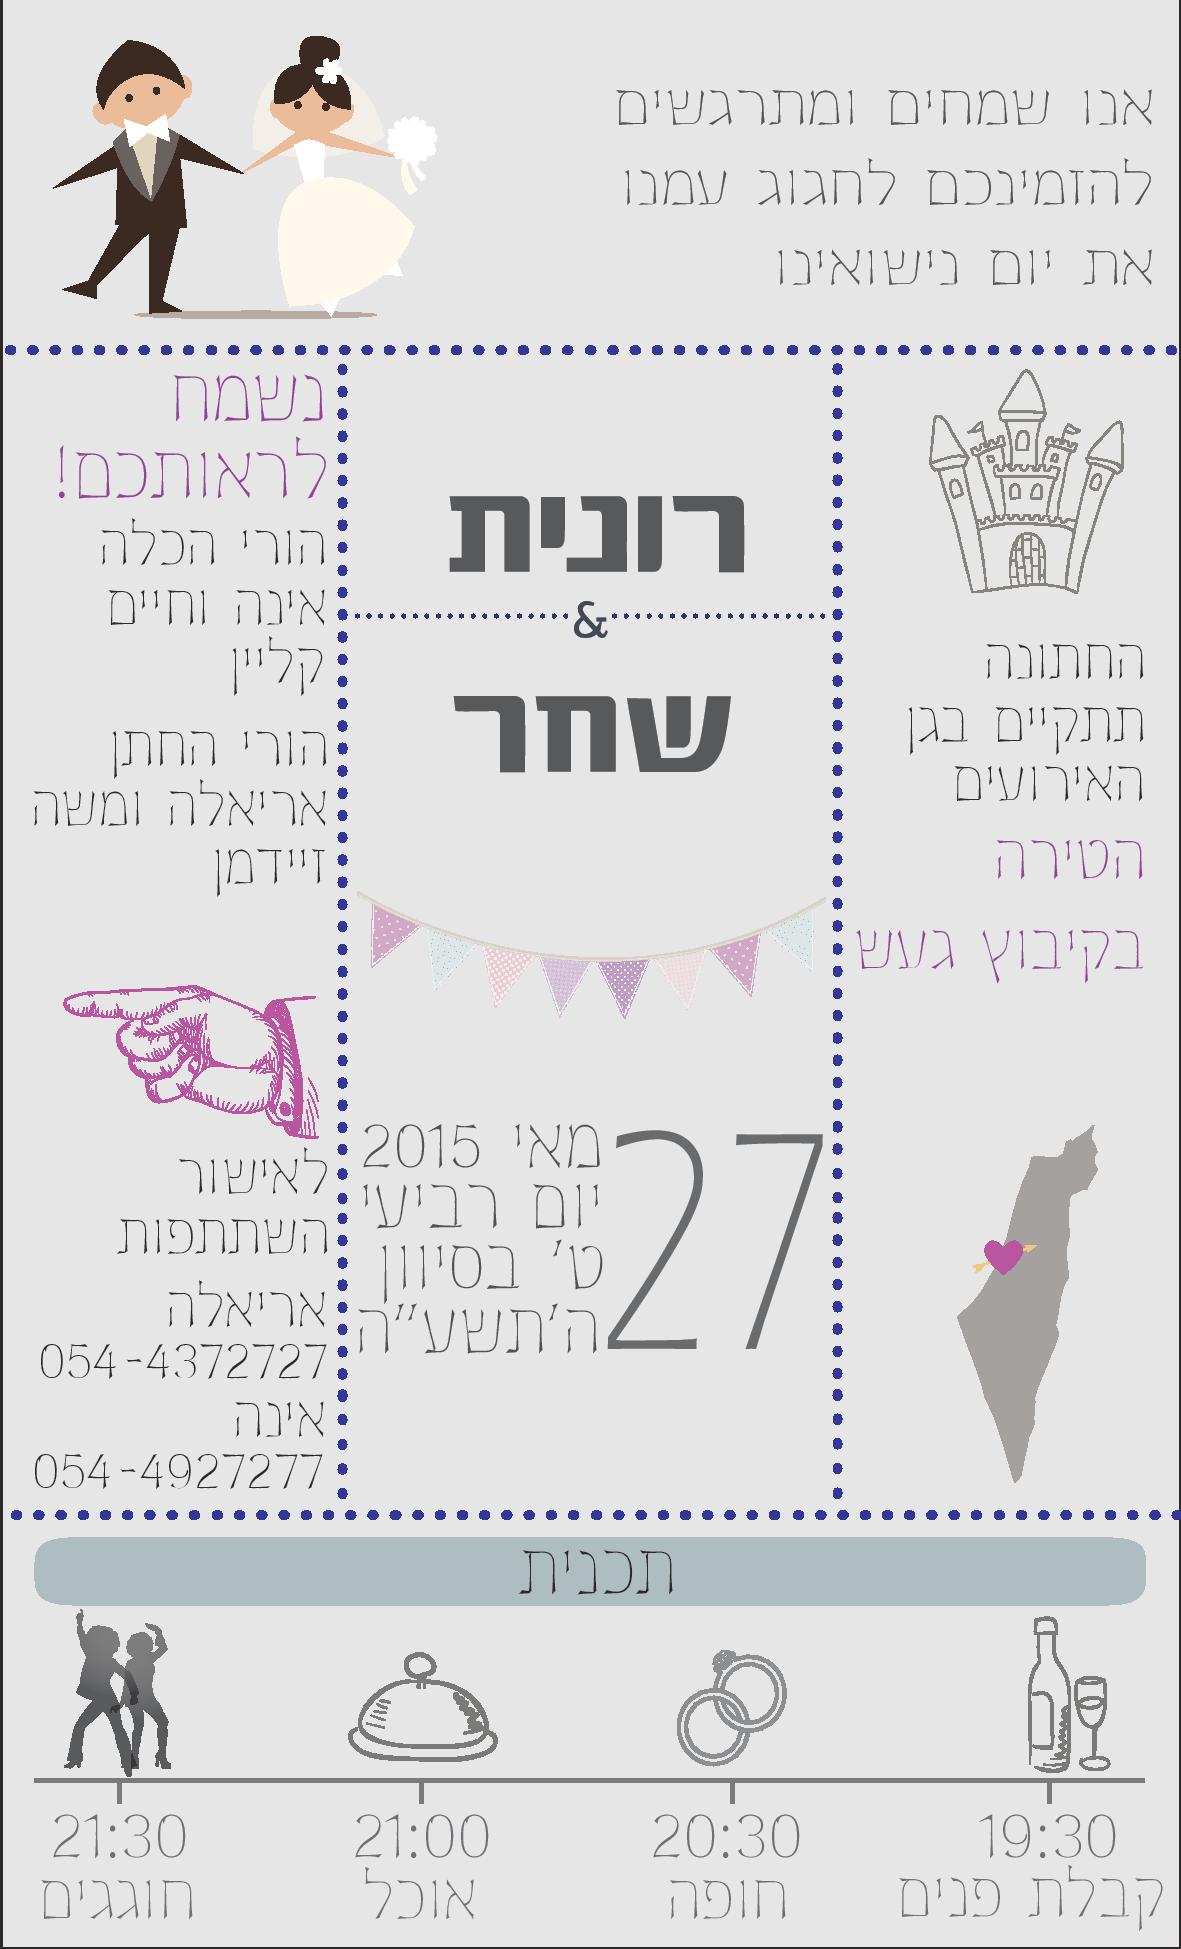 אנו שמחים ומתרגשים
להזמינכם לחגוג עמנו
את יום נישואינו
החתונה
תתקיים בגן
האירועים
הטירה
בקיבוץ געש
רונית
&
שחר
27
מאי 2015
יום רביעי
ט' בסיוון
ה'תשע"ה
נשמח
לראותכם!
הורי הכלה
אינה וחיים
קליין
הורי החתן
אריאלה ומשה
זיידמן
לאישור
השתתפות
אריאלה
054-4372727
אינה
054-4927277
תכנית
19:30
קבלת פנים
20:30
חופה
21:00
אוכל
21:30
חוגגים